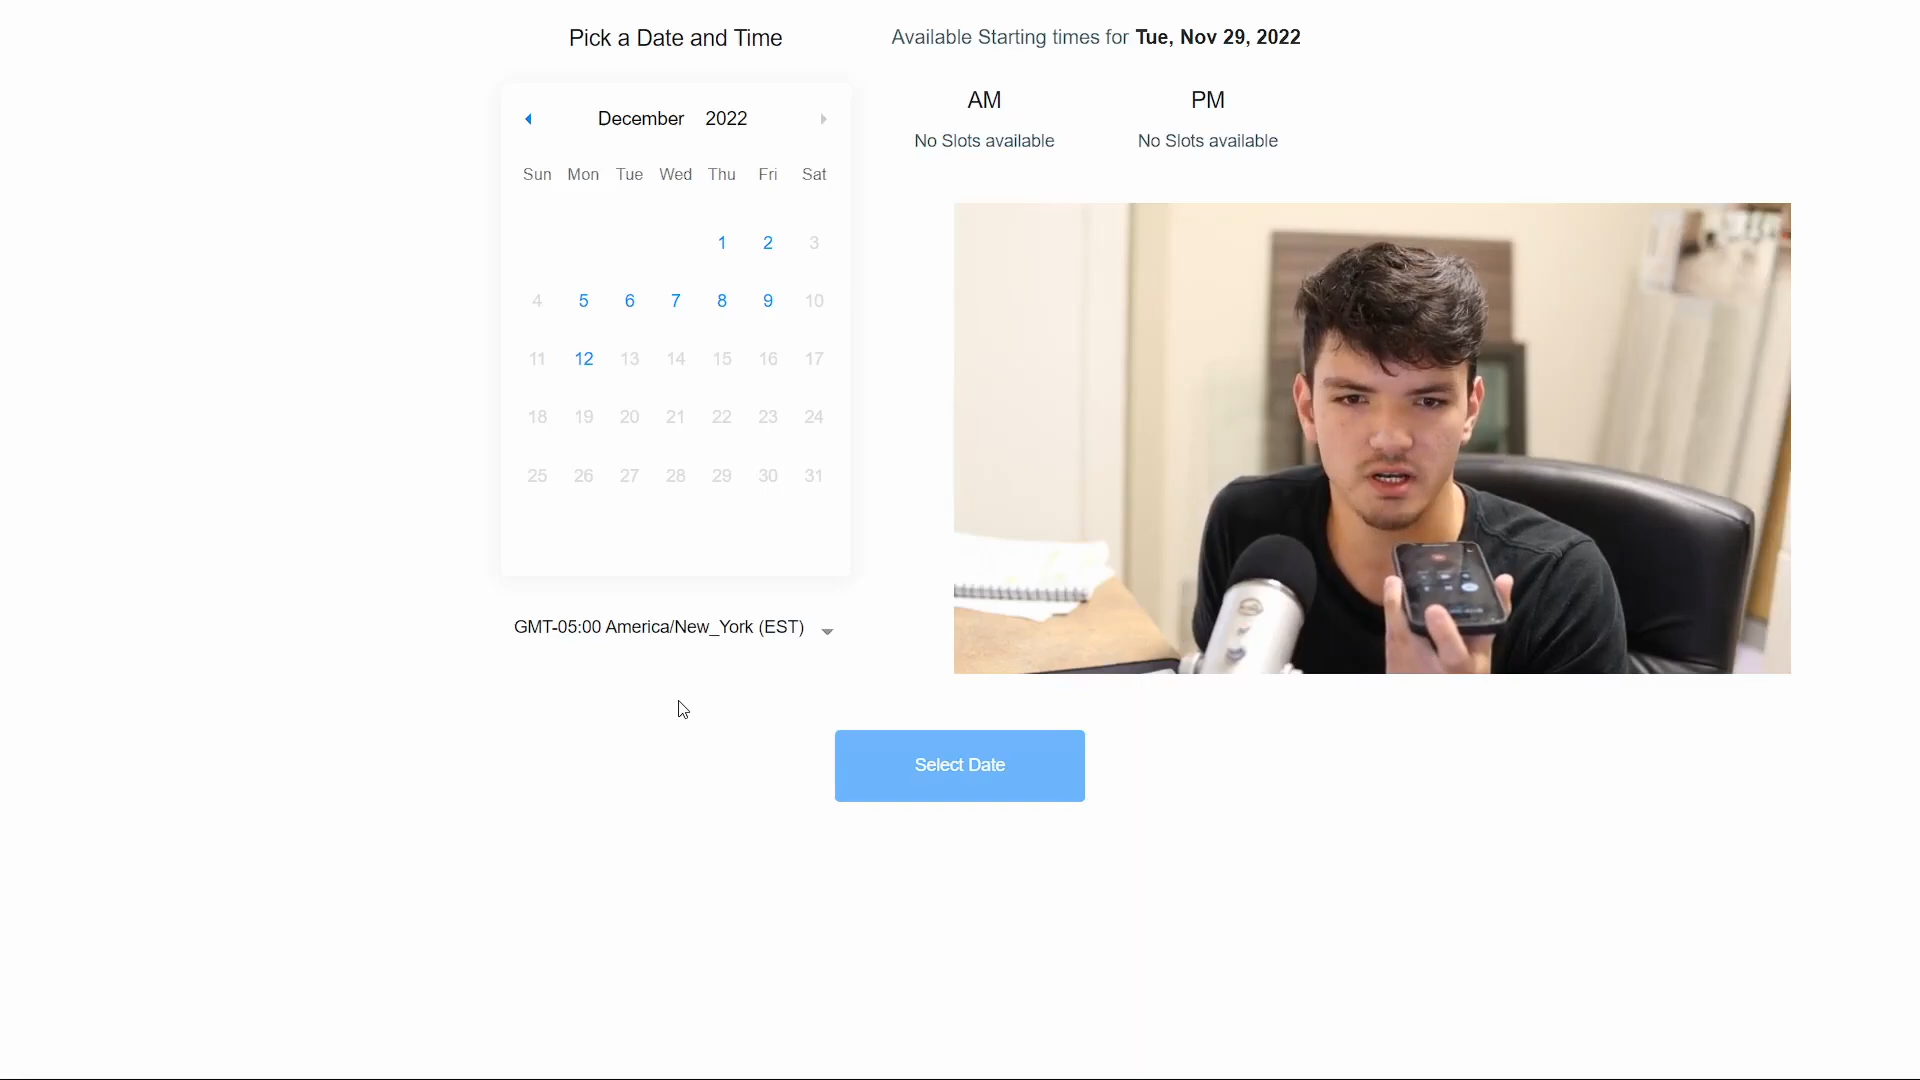 Pick a Date and Time
December 2022
Sun Mon Tue Wed Thu Fri Sat
1 2 3
4 5 6 7 8 9 10
11 12 13 14 15 16 17
18 19 20 21 22 23 24
25 26 27 28 29 30 31
GMT-05:00 America/New_York (EST)
Available Starting times for Tue, Nov 29, 2022
AM PM
No Slots available No Slots available
Select Date